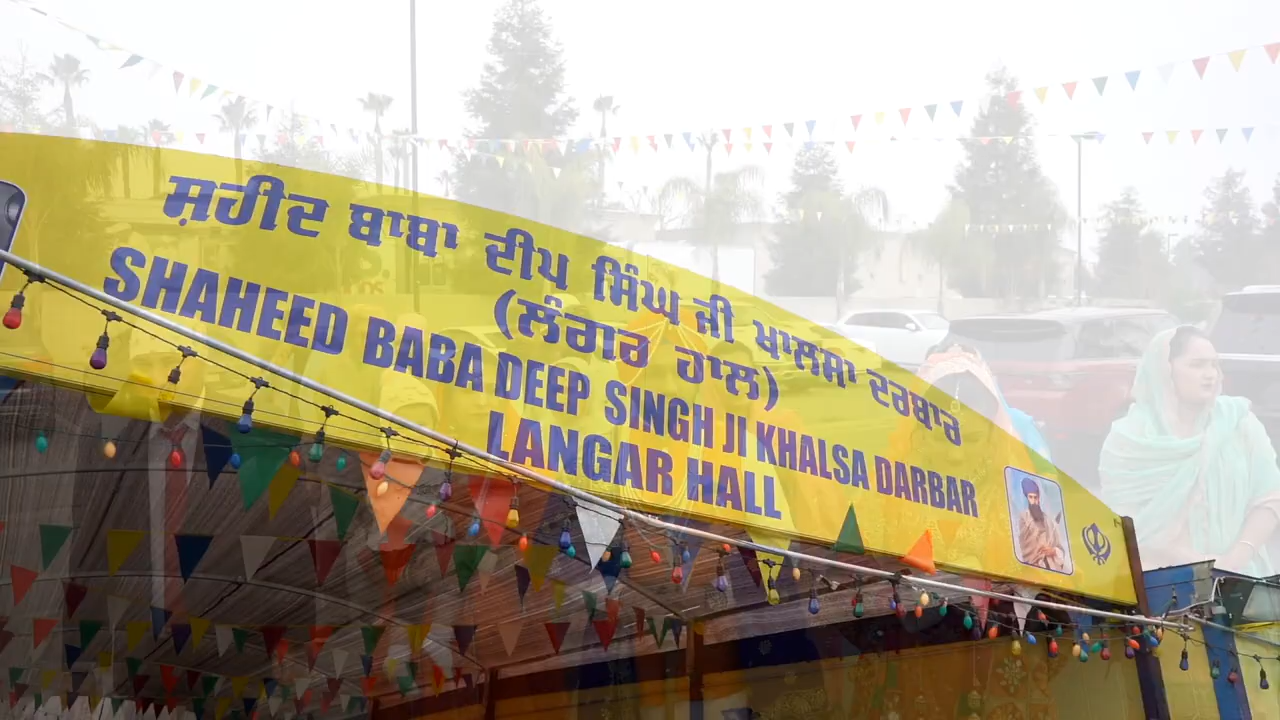 ਸ਼ਹੀਦ ਬਾਬਾ ਦੀਪ ਸਿੰਘ ਜੀ ਖਾਲਸਾ ਦਰਬਾਰ
(ਲੰਗਰ ਹਾਲ)
SHAHEED BABA DEEP SINGH JI KHALSA DARBAR
LANGAR HALL